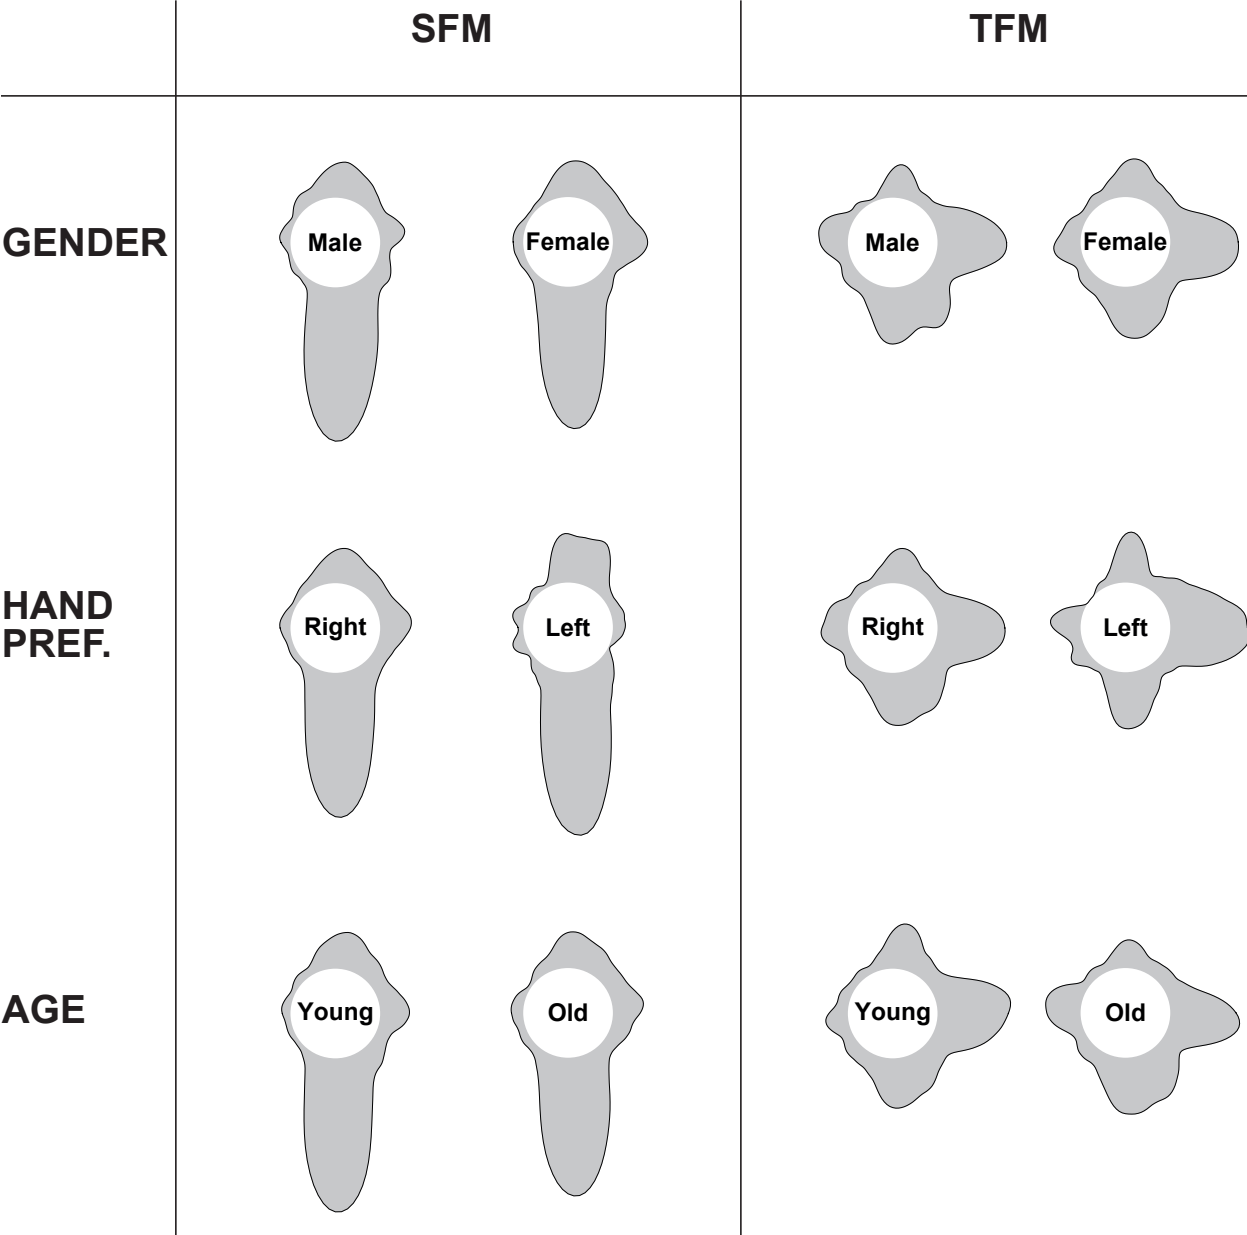 SFM TFM
GENDER Male Female Male Female
HAND
PREF. Right Left Right Left
AGE Young Old Young Old